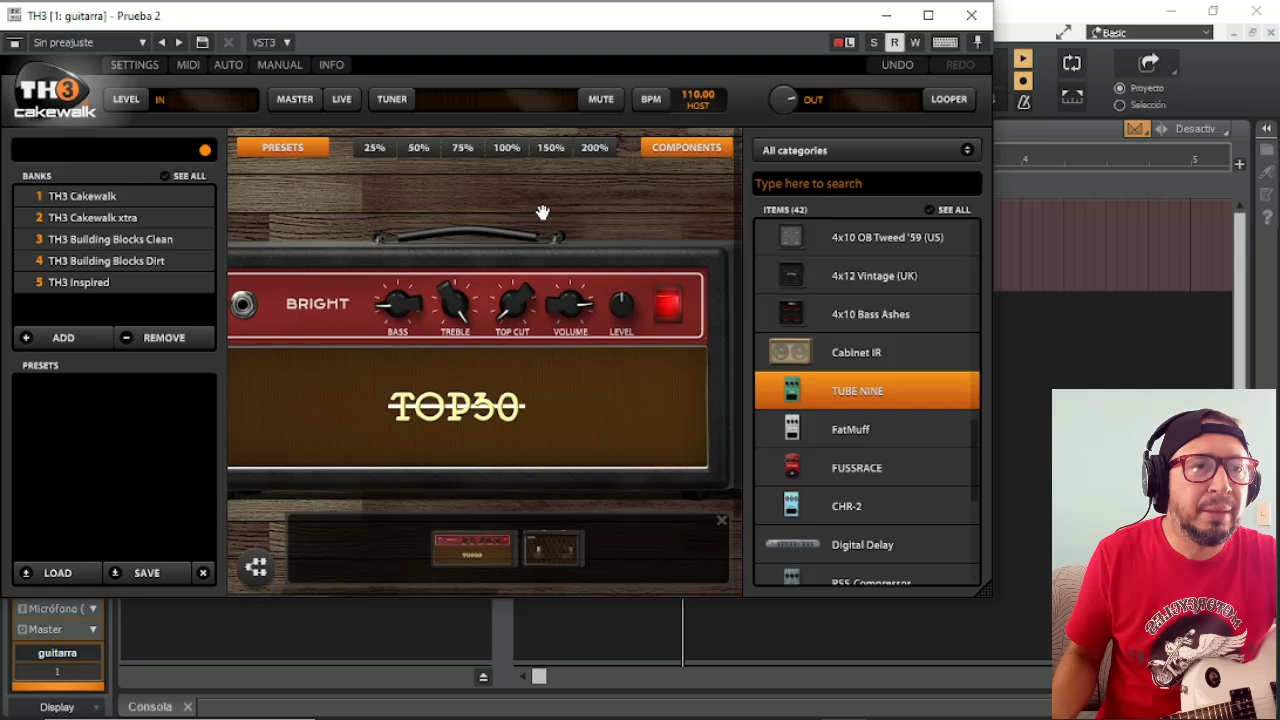 TH3 [1: guitarra] - Prueba 2
Basic
Sin preajuste
VST3
L S R W
SETTINGS MIDI AUTO MANUAL INFO UNDO REDO
TH3 cakewalk
LEVEL IN MASTER LIVE TUNER MUTE BPM 110.00 HOST OUT LOOPER
Proyecto
Selección
Desactiv...
4 5
PRESETS 25% 50% 75% 100% 150% 200% COMPONENTS
All categories
Type here to search
BANKS SEE ALL
1 TH3 Cakewalk
2 TH3 Cakewalk xtra
3 TH3 Building Blocks Clean
4 TH3 Building Blocks Dirt
5 TH3 Inspired
ADD REMOVE
PRESETS
LOAD SAVE
BRIGHT
BASS TREBLE TOP CUT VOLUME LEVEL
TOP30
ITEMS (42) SEE ALL
4x10 OB Tweed '59 (US)
4x12 Vintage (UK)
4x10 Bass Ashes
Cabinet IR
TUBE NINE
FatMuff
FUSSRACE
CHR-2
Digital Delay
RSS Compressor
Micrófono (
Master
guitarra
1
Display
Consola